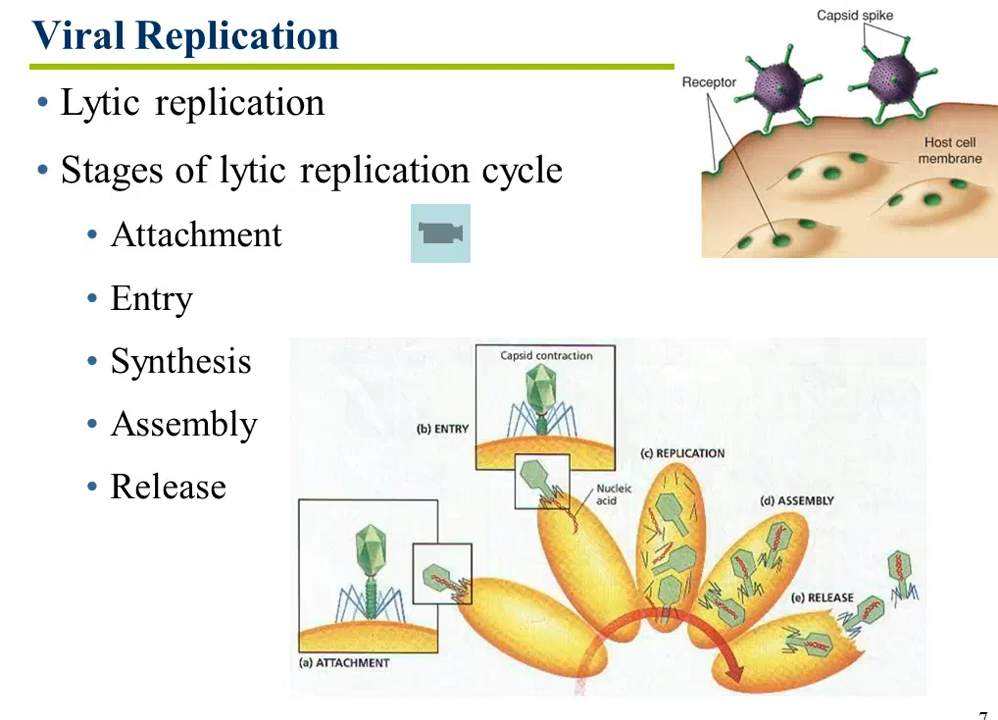 Viral Replication
• Lytic replication
• Stages of lytic replication cycle
• Attachment
• Entry
• Synthesis
• Assembly
• Release
Capsid spike
Receptor
Host cell
membrane
Capsid contraction
(b) ENTRY
(c) REPLICATION
Nucleic
acid
(d) ASSEMBLY
(e) RELEASE
(a) ATTACHMENT
7